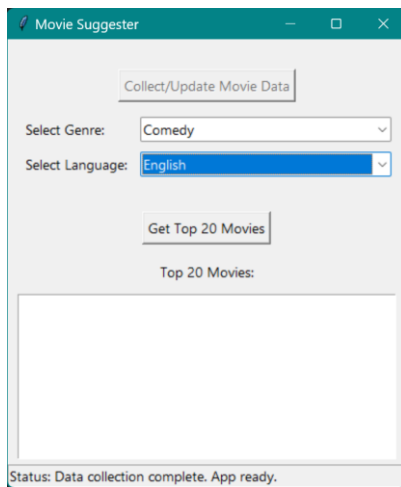 Movie Suggester
Collect/Update Movie Data
Select Genre: Comedy
Select Language: English
Get Top 20 Movies
Top 20 Movies:
Status: Data collection complete. App ready.